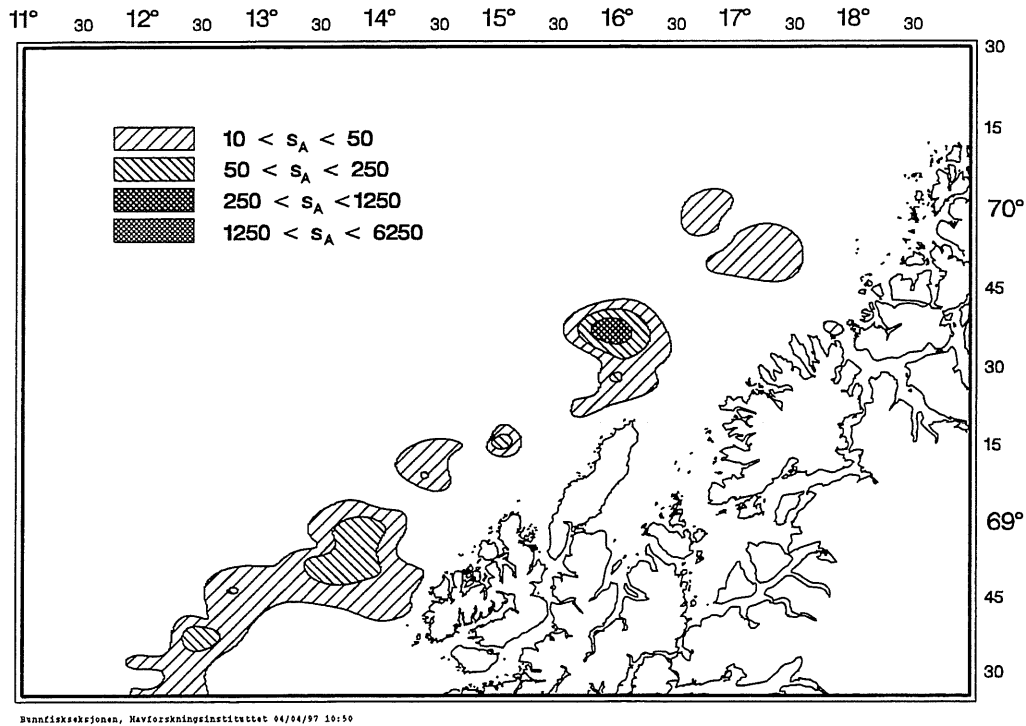 11° 30 12° 30 13° 30 14° 30 15° 30 16° 30 17° 30 18° 30
30
15
10 < sA < 50
50 < sA < 250
250 < sA <1250
70°
1250 < sA < 6250
45
30
15
69°
45
30
Bunnfiskseksjonen, Havforskningsinstituttet 04/04/97 10:50